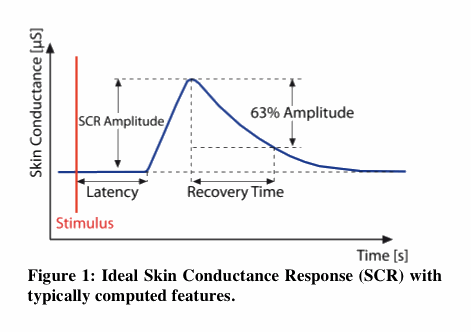 Skin Conductance [µS]
SCR Amplitude
63% Amplitude
Latency
Recovery Time
Stimulus
Time [s]
Figure 1: Ideal Skin Conductance Response (SCR) with
typically computed features.